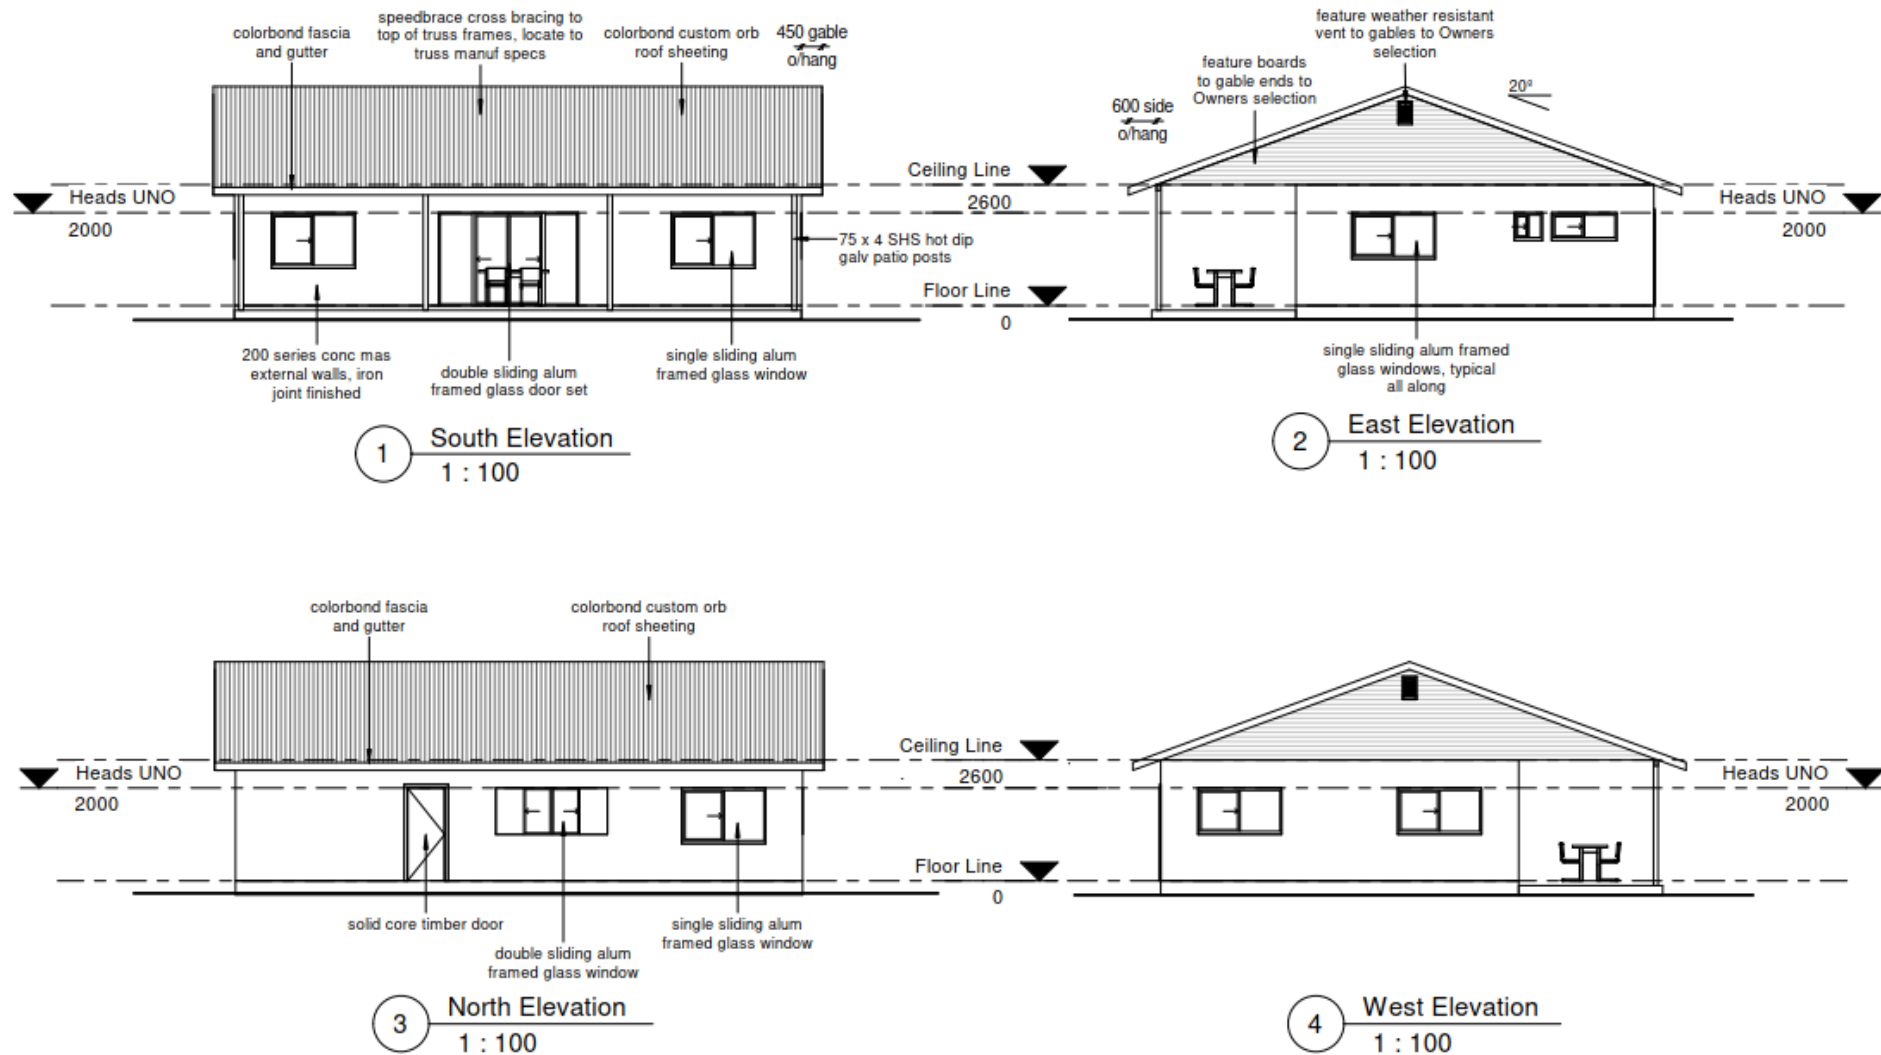 colorbond fascia
and gutter
speedbrace cross bracing to
top of truss frames, locate to
truss manuf specs
colorbond custom orb
roof sheeting
450 gable
o/hang
Heads UNO
2000
Ceiling Line
2600
75 x 4 SHS hot dip
galv patio posts
Floor Line
0
200 series conc mas
external walls, iron
joint finished
double sliding alum
framed glass door set
single sliding alum
framed glass window
1
South Elevation
1 : 100
feature weather resistant
vent to gables to Owners
selection
feature boards
to gable ends to
Owners selection
20°
600 side
o/hang
Heads UNO
2000
single sliding alum framed
glass windows, typical
all along
2
East Elevation
1 : 100
colorbond fascia
and gutter
colorbond custom orb
roof sheeting
Heads UNO
2000
Ceiling Line
2600
Floor Line
0
solid core timber door
double sliding alum
framed glass window
single sliding alum
framed glass window
3
North Elevation
1 : 100
Heads UNO
2000
4
West Elevation
1 : 100